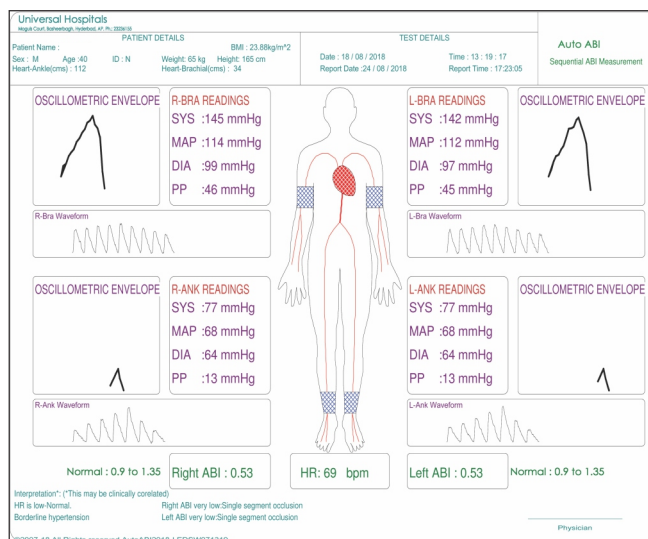 Universal Hospitals
PATIENT DETAILS
TEST DETAILS
Patient Name :
BMI : 23.88kg/m^2
Sex : M Age :40 ID : N Weight: 65 kg Height: 165 cm
Heart-Ankle(cms) : 112 Heart-Brachial(cms) : 34
Date : 18 / 08 / 2018 Time : 13 : 19 : 17
Report Date :24 / 08 / 2018 Report Time : 17:23:05
Auto ABI
Sequential ABI Measurement
OSCILLOMETRIC ENVELOPE
R-BRA READINGS
SYS :145 mmHg
MAP :114 mmHg
DIA :99 mmHg
PP :46 mmHg
R-Bra Waveform
L-BRA READINGS
SYS :142 mmHg
MAP :112 mmHg
DIA :97 mmHg
PP :45 mmHg
OSCILLOMETRIC ENVELOPE
L-Bra Waveform
OSCILLOMETRIC ENVELOPE
R-ANK READINGS
SYS :77 mmHg
MAP :68 mmHg
DIA :64 mmHg
PP :13 mmHg
R-Ank Waveform
L-ANK READINGS
SYS :77 mmHg
MAP :68 mmHg
DIA :64 mmHg
PP :13 mmHg
OSCILLOMETRIC ENVELOPE
L-Ank Waveform
Normal : 0.9 to 1.35
Right ABI : 0.53
HR: 69 bpm
Left ABI : 0.53
Normal : 0.9 to 1.35
Interpretation*: (*This may be clinically corelated)
HR is low-Normal. Right ABI very low:Single segment occlusion
Borderline hypertension Left ABI very low:Single segment occlusion
Physician